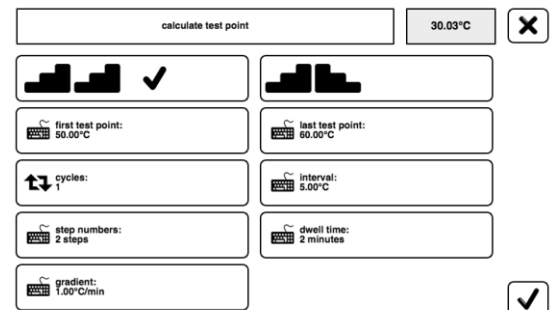 calculate test point
30.03°C
first test point:
50.00°C
last test point:
60.00°C
cycles:
1
interval:
5.00°C
step numbers:
2 steps
dwell time:
2 minutes
gradient:
1.00°C/min